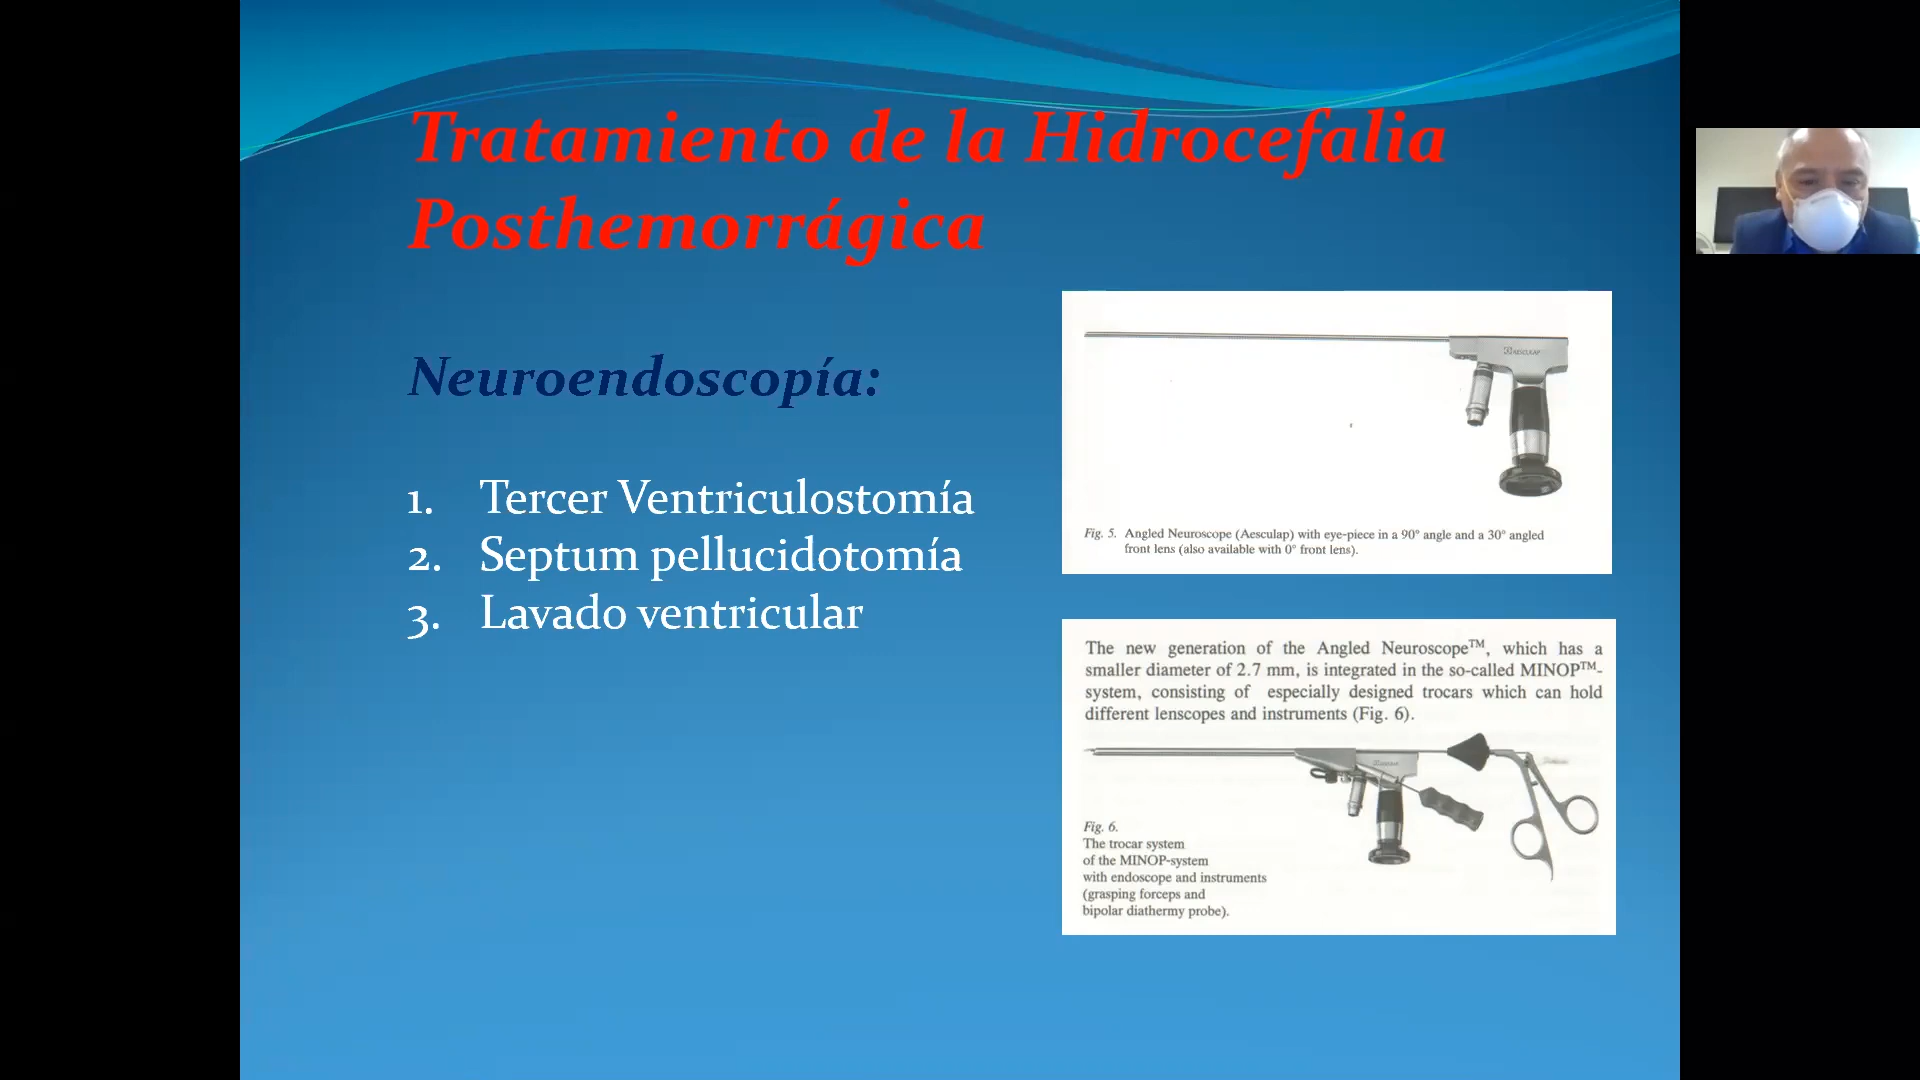 Tratamiento de la Hidrocefalia
Posthemorrágica
Neuroendoscopía:
1. Tercer Ventriculostomía
2. Septum pellucidotomía
3. Lavado ventricular
AESCULAP
Fig. 5. Angled Neuroscope (Aesculap) with eye-piece in a 90° angle and a 30° angled
front lens (also available with 0° front lens).
The new generation of the Angled Neuroscope™, which has a
smaller diameter of 2.7 mm, is integrated in the so-called MINOP™-
system, consisting of especially designed trocars which can hold
different lenscopes and instruments (Fig. 6).
Fig. 6.
The trocar system
of the MINOP-system
with endoscope and instruments
(grasping forceps and
bipolar diathermy probe).